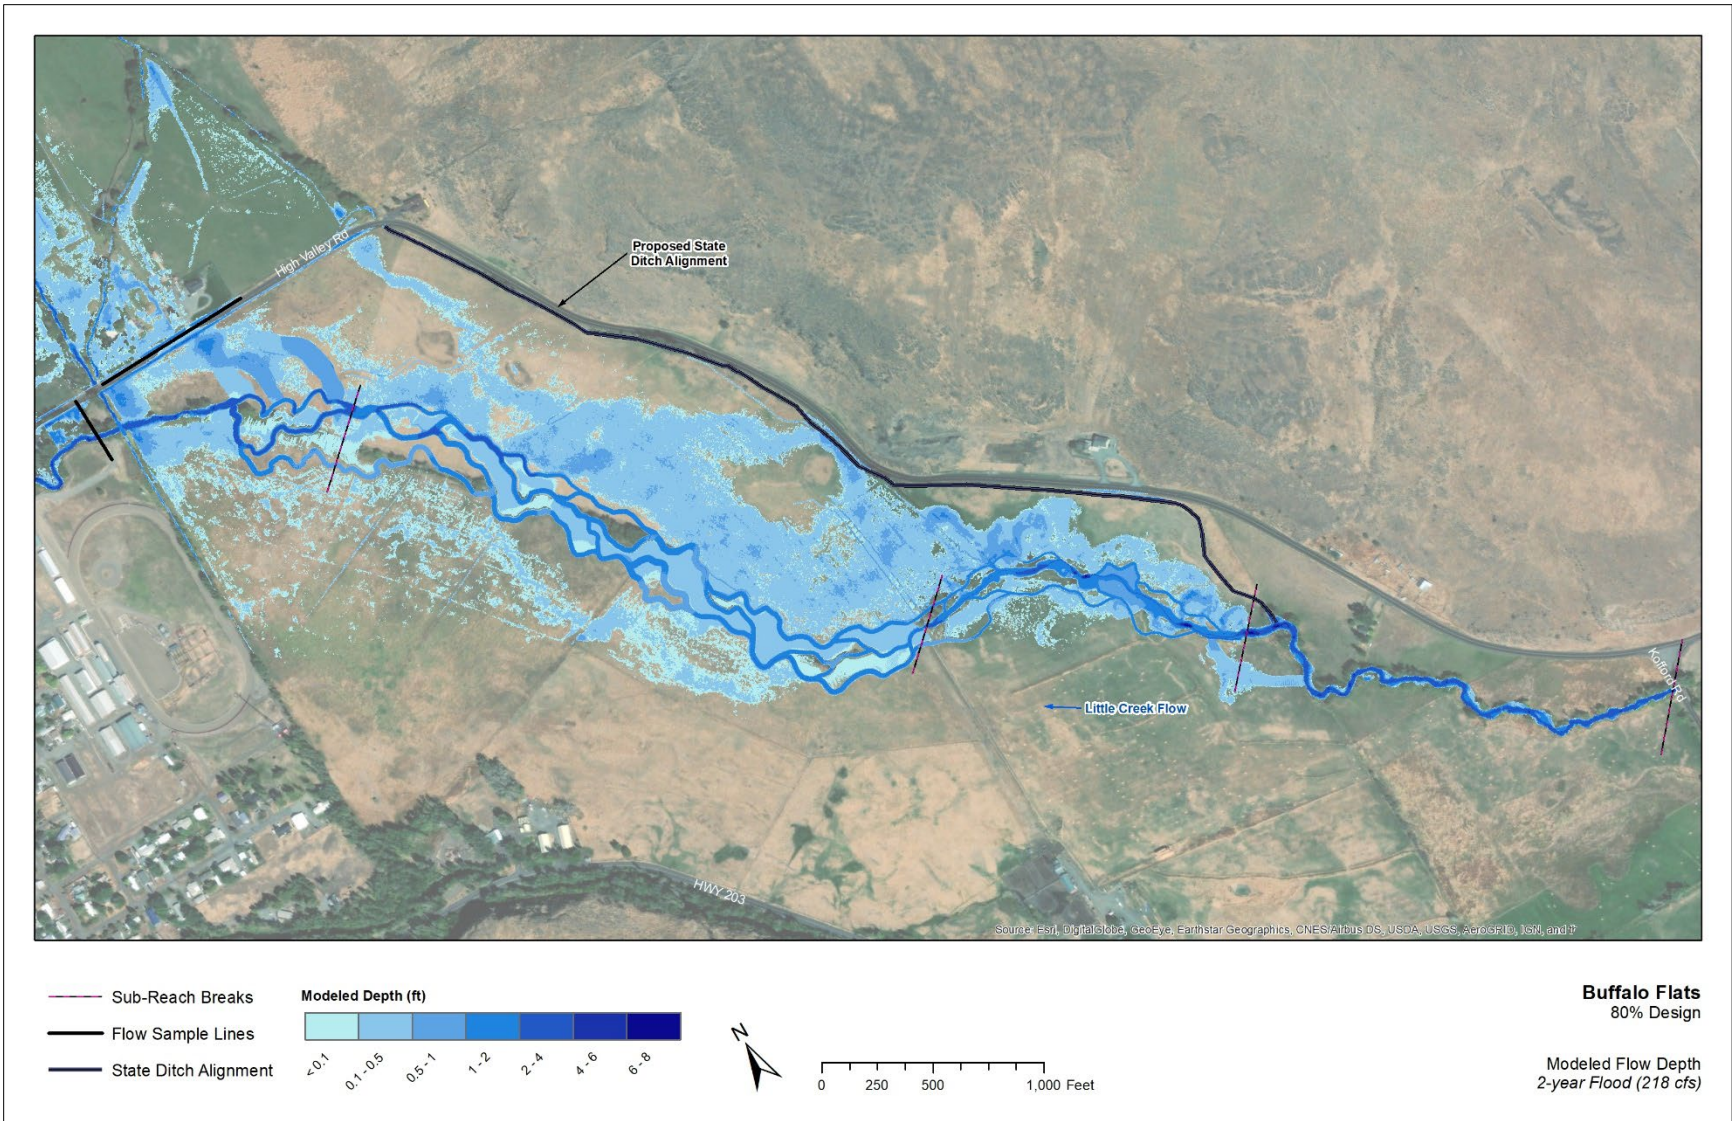 High Valley Rd
Proposed State
Ditch Alignment
Kofford Rd
Little Creek Flow
HWY 203
Source: Esri, DigitalGlobe, GeoEye, Earthstar Geographics, CNES/Airbus DS, USDA, USGS, AeroGRID, IGN, and
Sub-Reach Breaks
Flow Sample Lines
State Ditch Alignment
Modeled Depth (ft)
< 0.1
0.1 - 0.5
0.5 - 1
1 - 2
2 - 4
4 - 6
6 - 8
N
0 250 500 1,000 Feet
Buffalo Flats
80% Design
Modeled Flow Depth
2-year Flood (218 cfs)